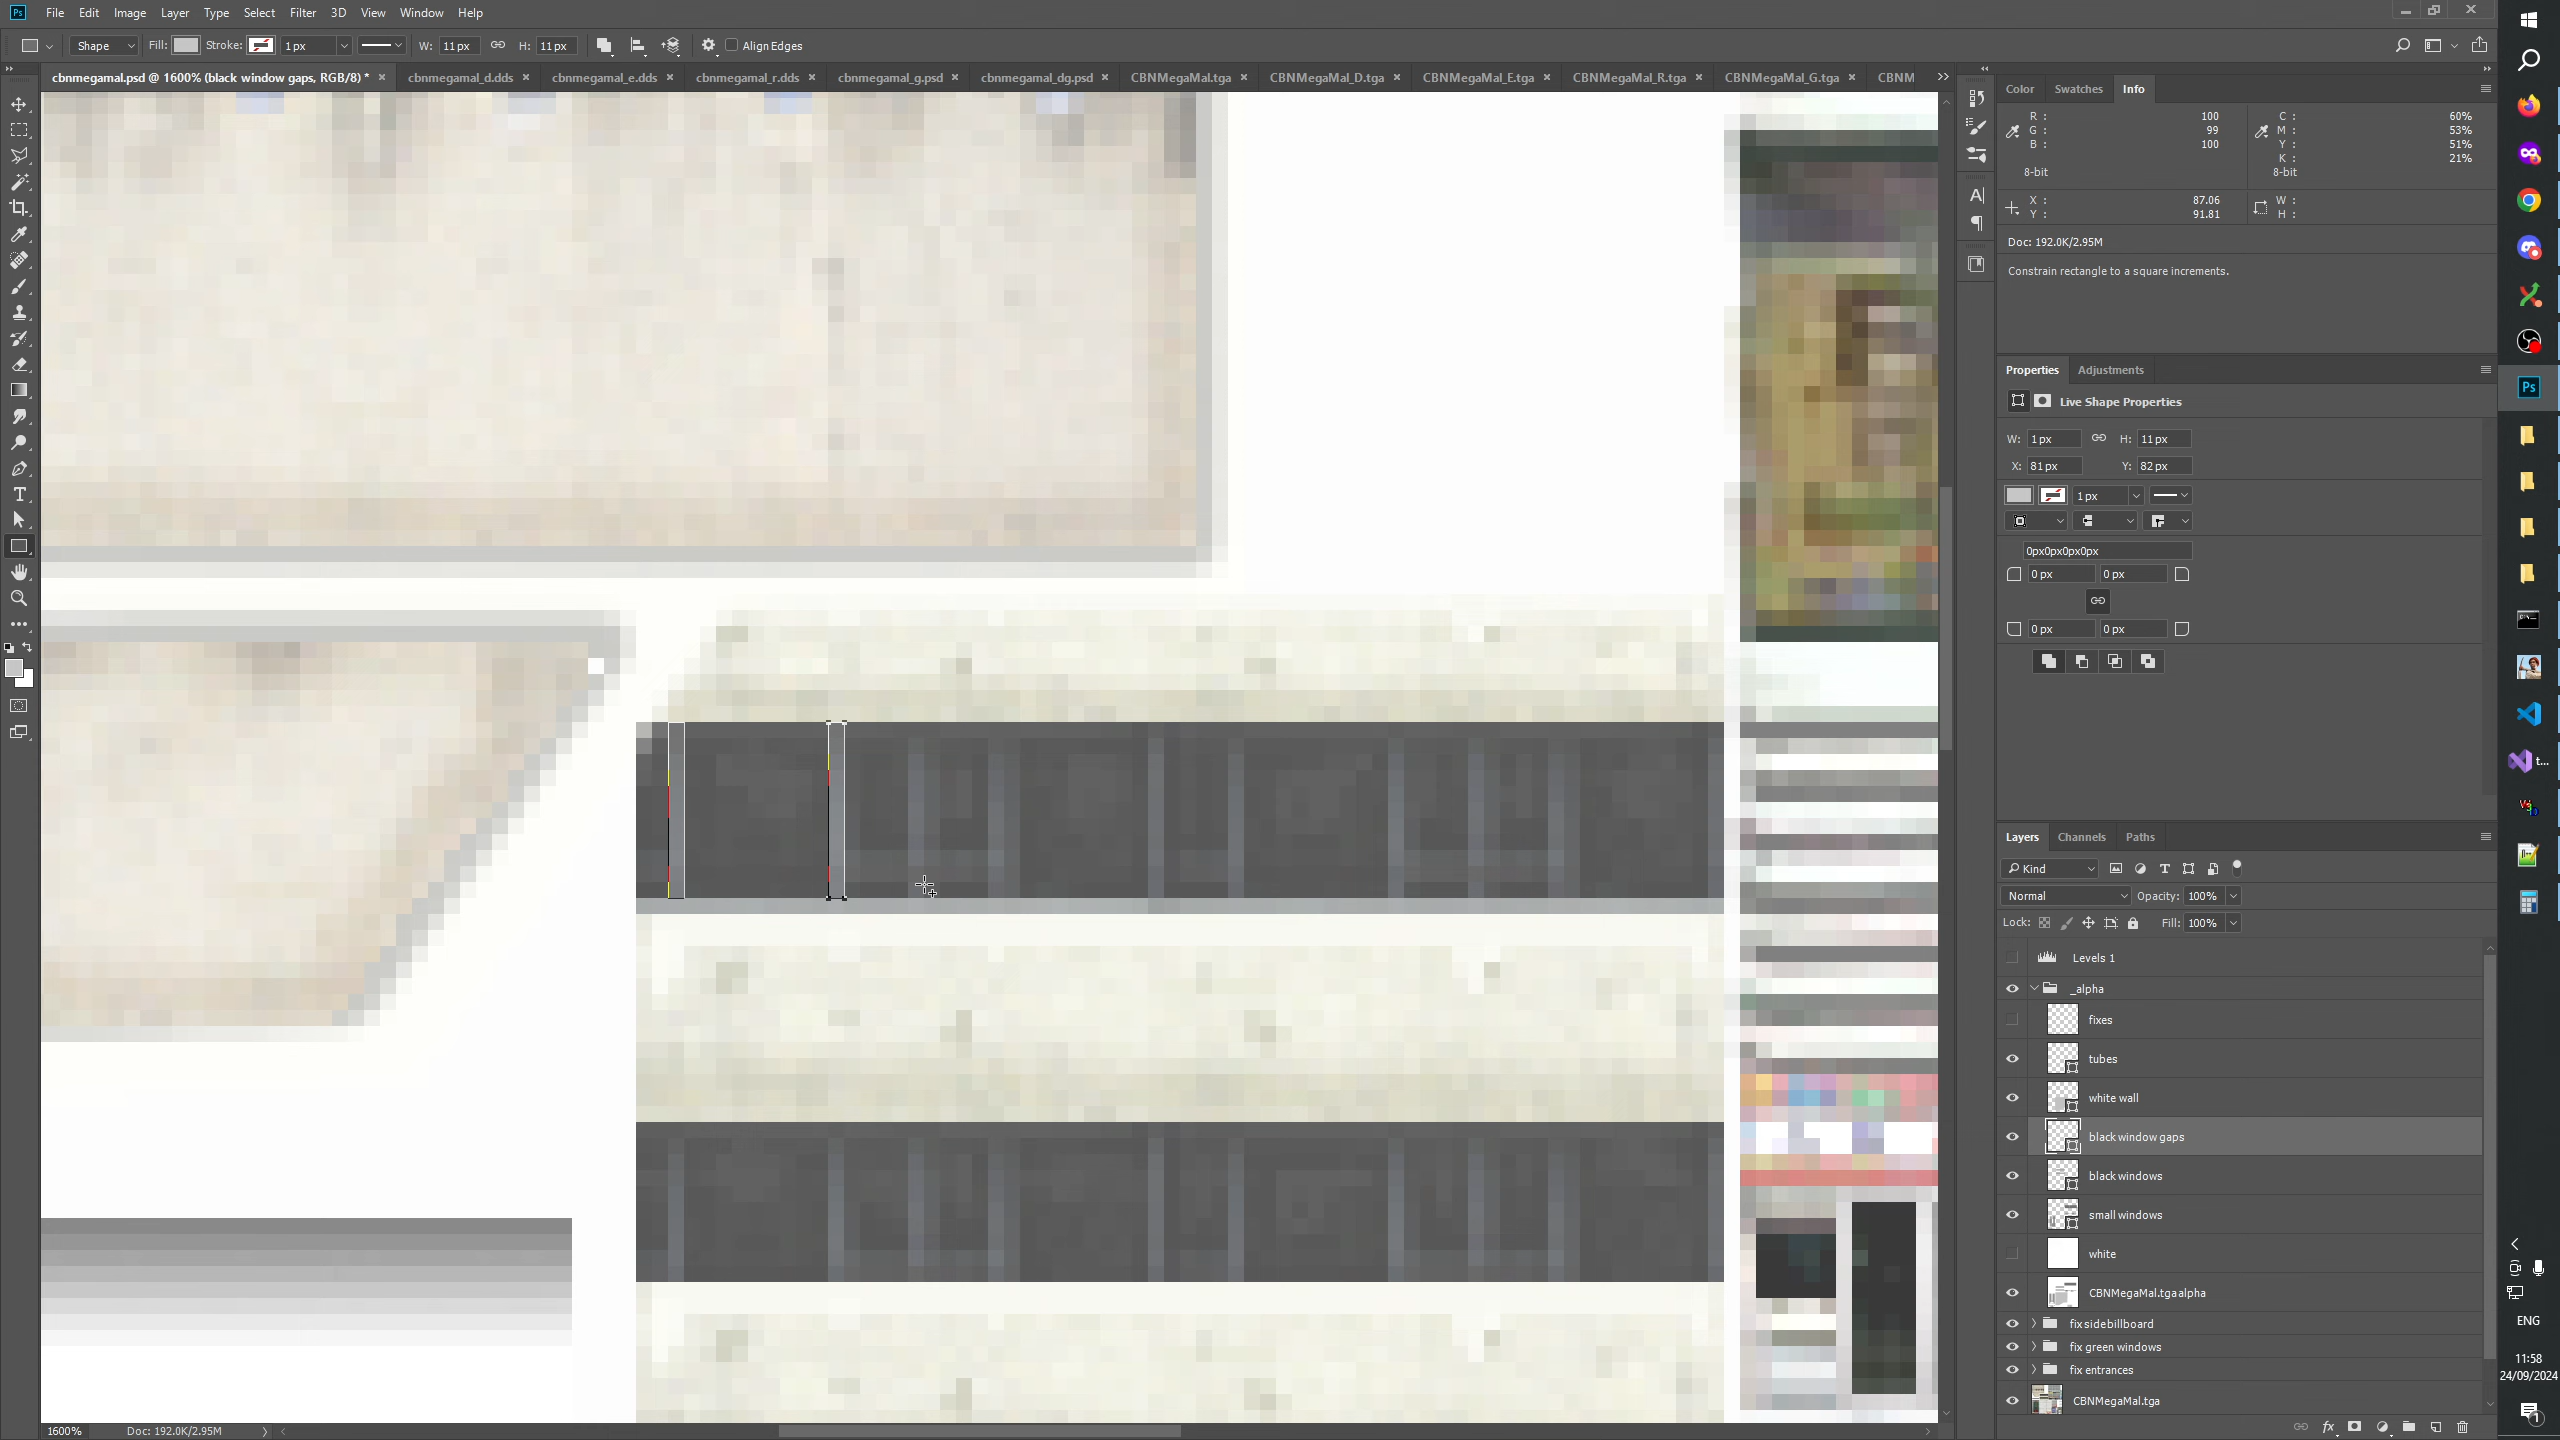 Ps File Edit Image Layer Type Select Filter 3D View Window Help
Shape Fill: Stroke: 1 px W: 11 px H: 11 px Align Edges
cbnmegamal.psd @ 1600% (black window gaps, RGB/8) * cbnmegamal_d.dds cbnmegamal_e.dds cbnmegamal_r.dds cbnmegamal_g.psd cbnmegamal_dg.psd CBNMegaMal.tga CBNMegaMal_D.tga CBNMegaMal_E.tga CBNMegaMal_R.tga CBNMegaMal_G.tga CBNM
Color Swatches Info
R : 100 C : 60%
G : 99 M : 53%
B : 100 Y : 51%
K : 21%
8-bit 8-bit
X : 87.06 W :
Y : 91.81 H :
Doc: 192.0K/2.95M
Constrain rectangle to a square increments.
Properties Adjustments
Live Shape Properties
W: 1 px H: 11 px
X: 81 px Y: 82 px
1 px
0px0px0px0px
0 px 0 px
0 px 0 px
Layers Channels Paths
Kind
Normal Opacity: 100%
Lock: Fill: 100%
Levels 1
_alpha
fixes
tubes
white wall
black window gaps
black windows
small windows
white
CBNMegaMal.tga alpha
fix sidebillboard
fix green windows
fix entrances
CBNMegaMal.tga
1600% Doc: 192.0K/2.95M
Ps
t...
ENG
11:58
24/09/2024
1